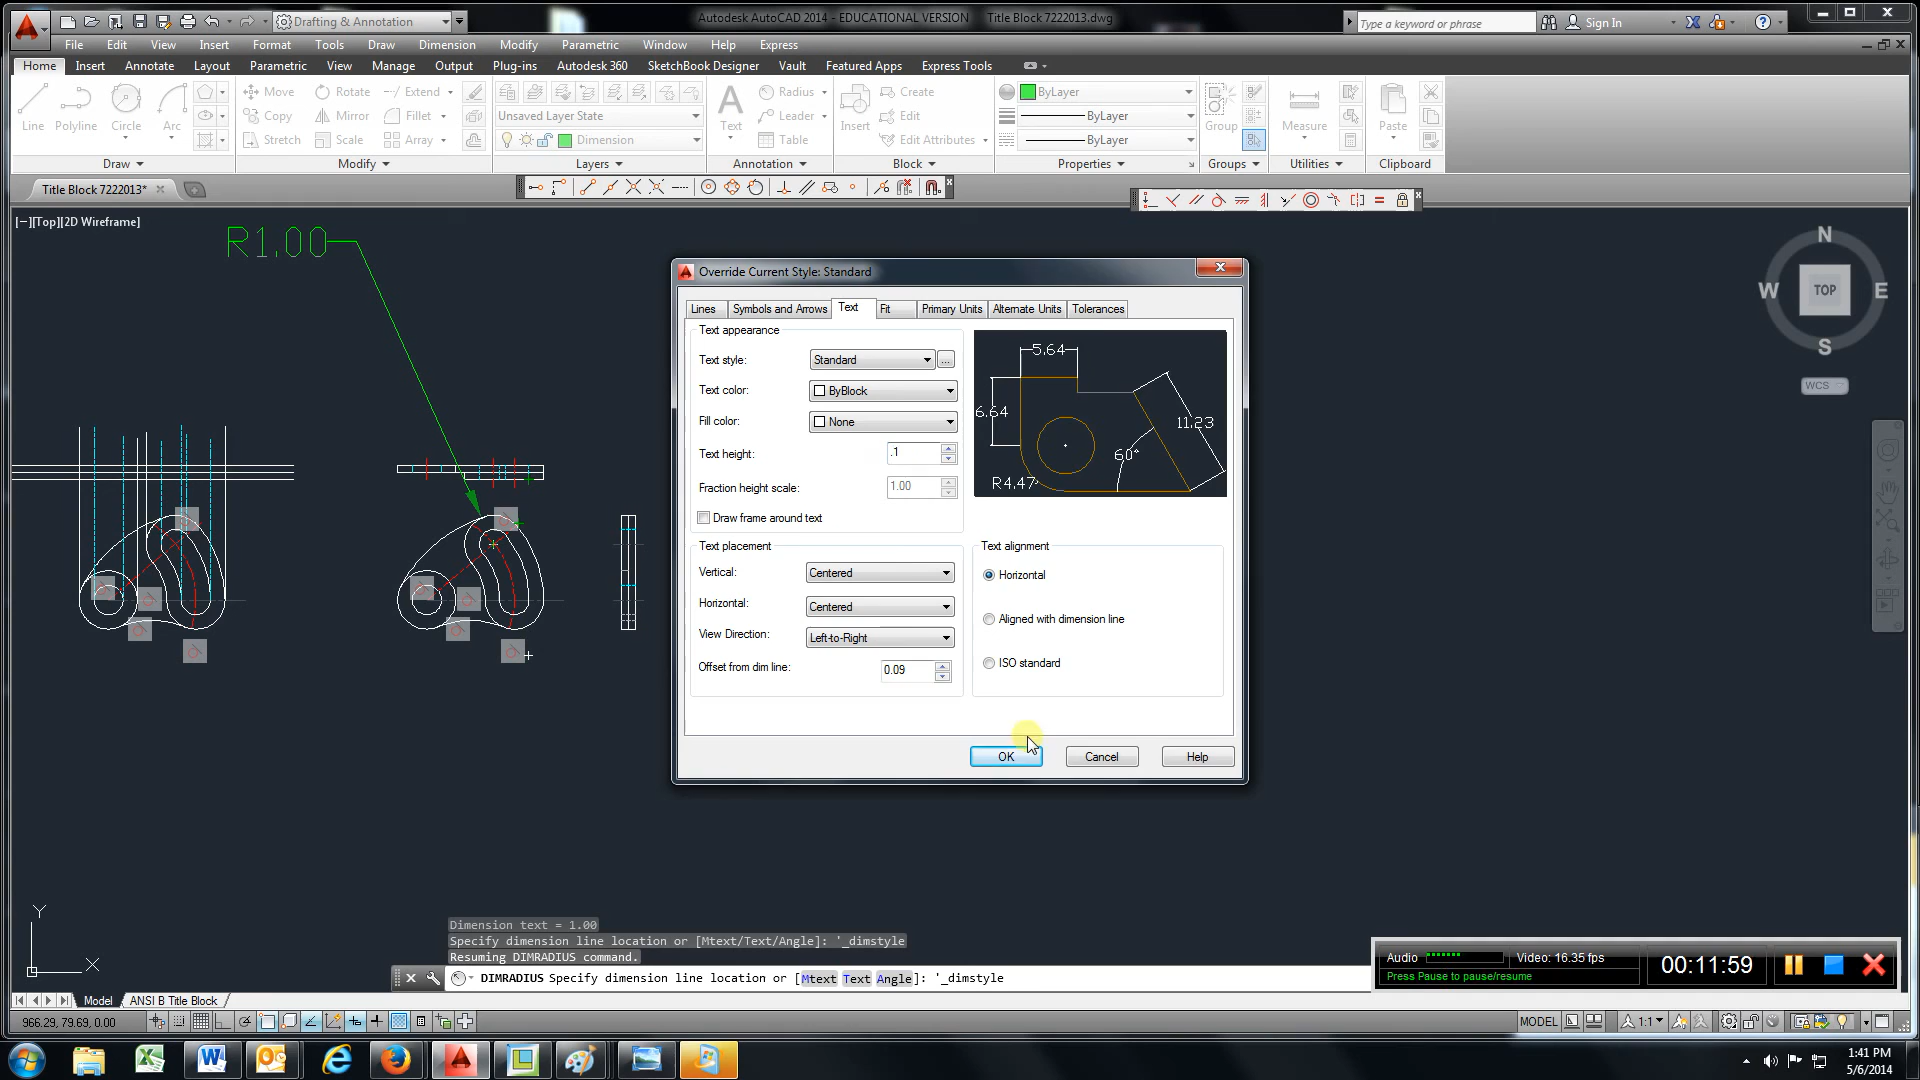 Drafting & Annotation
Autodesk AutoCAD 2014 - EDUCATIONAL VERSION Title Block 7222013.dwg
Type a keyword or phrase
Sign In
File Edit View Insert Format Tools Draw Dimension Modify Parametric Window Help Express
Home Insert Annotate Layout Parametric View Manage Output Plug-ins Autodesk 360 SketchBook Designer Vault Featured Apps Express Tools
Line Polyline Circle Arc
Move Rotate Extend
Copy Mirror Fillet
Stretch Scale Array
Unsaved Layer State
Dimension
Text
Radius
Leader
Table
Insert
Create
Edit
Edit Attributes
ByLayer
ByLayer
ByLayer
Group
Measure
Paste
Draw Modify Layers Annotation Block Properties Groups Utilities Clipboard
Title Block 7222013*
[−][Top][2D Wireframe]
R1.00
N
W TOP E
S
WCS
Override Current Style: Standard
Lines Symbols and Arrows Text Fit Primary Units Alternate Units Tolerances
Text appearance
Text style: Standard ...
Text color: ByBlock
Fill color: None
Text height: .1
Fraction height scale: 1.00
Draw frame around text
5.64
6.64
11.23
60°
R4.47
Text placement
Vertical: Centered
Horizontal: Centered
View Direction: Left-to-Right
Offset from dim line: 0.09
Text alignment
Horizontal
Aligned with dimension line
ISO standard
OK Cancel Help
Y
X
Dimension text = 1.00
Specify dimension line location or [Mtext/Text/Angle]: '_dimstyle
Resuming DIMRADIUS command.
DIMRADIUS Specify dimension line location or [Mtext Text Angle]: '_dimstyle
Audio Video: 16.35 fps
Press Pause to pause/resume
00:11:59
Model ANSI B Title Block
966.29, 79.69, 0.00
MODEL
1:1
1:41 PM
5/6/2014